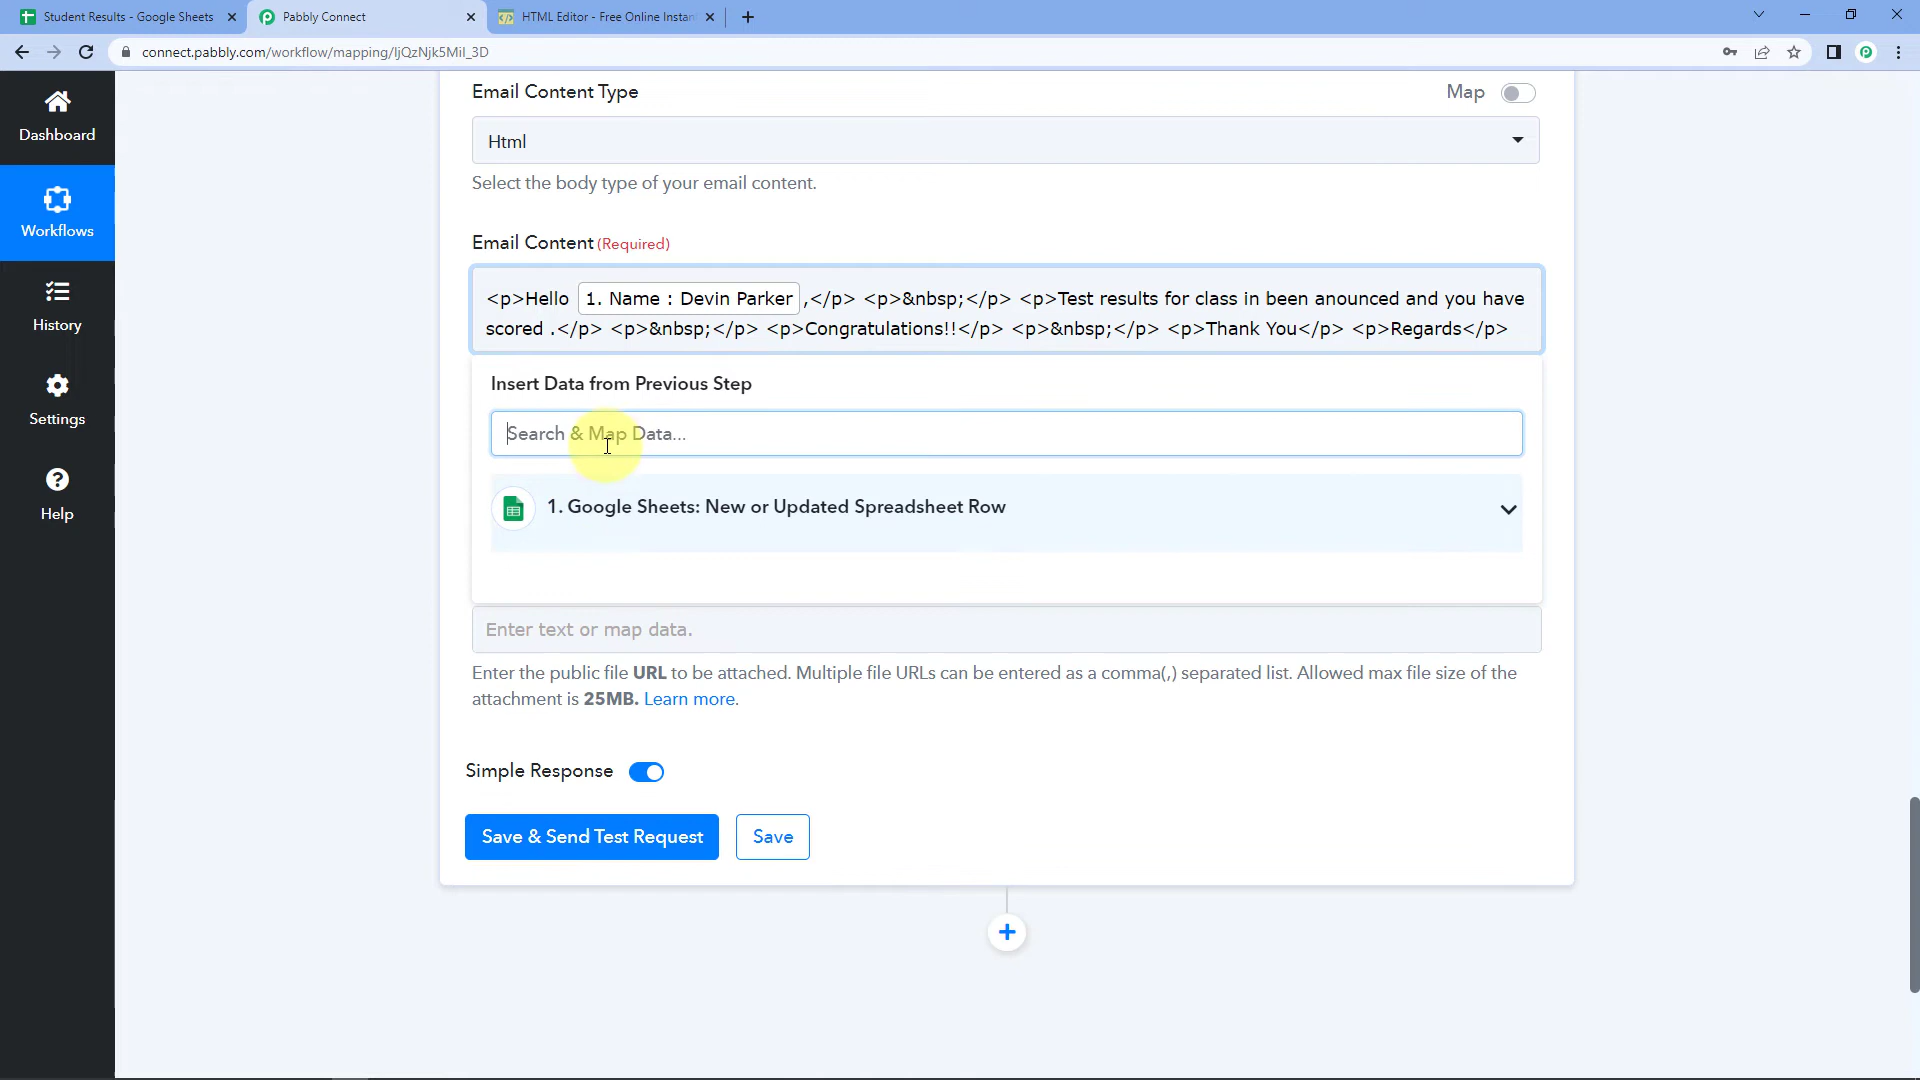 Student Results - Google Sheets
Pabbly Connect
HTML Editor - Free Online Instan
connect.pabbly.com/workflow/mapping/IjQzNjk5MiI_3D
Dashboard
Workflows
History
Settings
Help
Email Content Type
Map
Html
Select the body type of your email content.
Email Content (Required)
<p>Hello 1. Name : Devin Parker ,</p> <p>&nbsp;</p> <p>Test results for class in been anounced and you have
scored .</p> <p>&nbsp;</p> <p>Congratulations!!</p> <p>&nbsp;</p> <p>Thank You</p> <p>Regards</p>
Insert Data from Previous Step
Search & Map Data...
1. Google Sheets: New or Updated Spreadsheet Row
Enter text or map data.
Enter the public file URL to be attached. Multiple file URLs can be entered as a comma(,) separated list. Allowed max file size of the
attachment is 25MB. Learn more.
Simple Response
Save & Send Test Request
Save